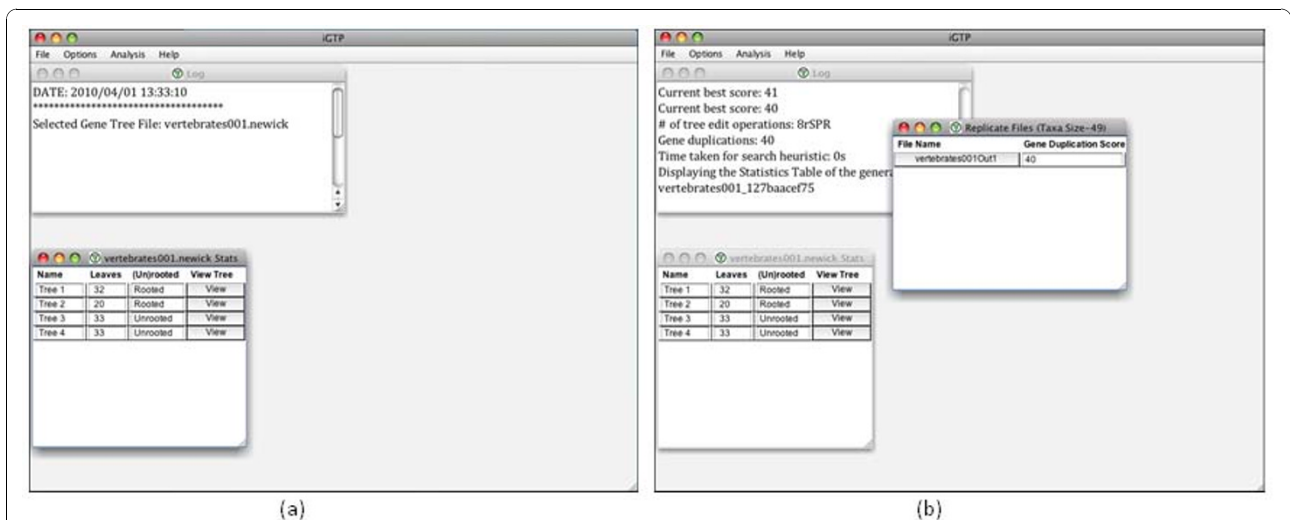 iGTP
File Options Analysis Help
Log
DATE: 2010/04/01 13:33:10
************************************
Selected Gene Tree File: vertebrates001.newick
vertebrates001.newick Stats
Name Leaves (Un)rooted View Tree
Tree 1 32 Rooted View
Tree 2 20 Rooted View
Tree 3 33 Unrooted View
Tree 4 33 Unrooted View
(a)
iGTP
File Options Analysis Help
Log
Current best score: 41
Current best score: 40
# of tree edit operations: 8rSPR
Gene duplications: 40
Time taken for search heuristic: 0s
Displaying the Statistics Table of the genera
vertebrates001_127baacef75
Replicate Files (Taxa Size-49)
File Name Gene Duplication Score
vertebrates001Out1 40
vertebrates001.newick Stats
Name Leaves (Un)rooted View Tree
Tree 1 32 Rooted View
Tree 2 20 Rooted View
Tree 3 33 Unrooted View
Tree 4 33 Unrooted View
(b)